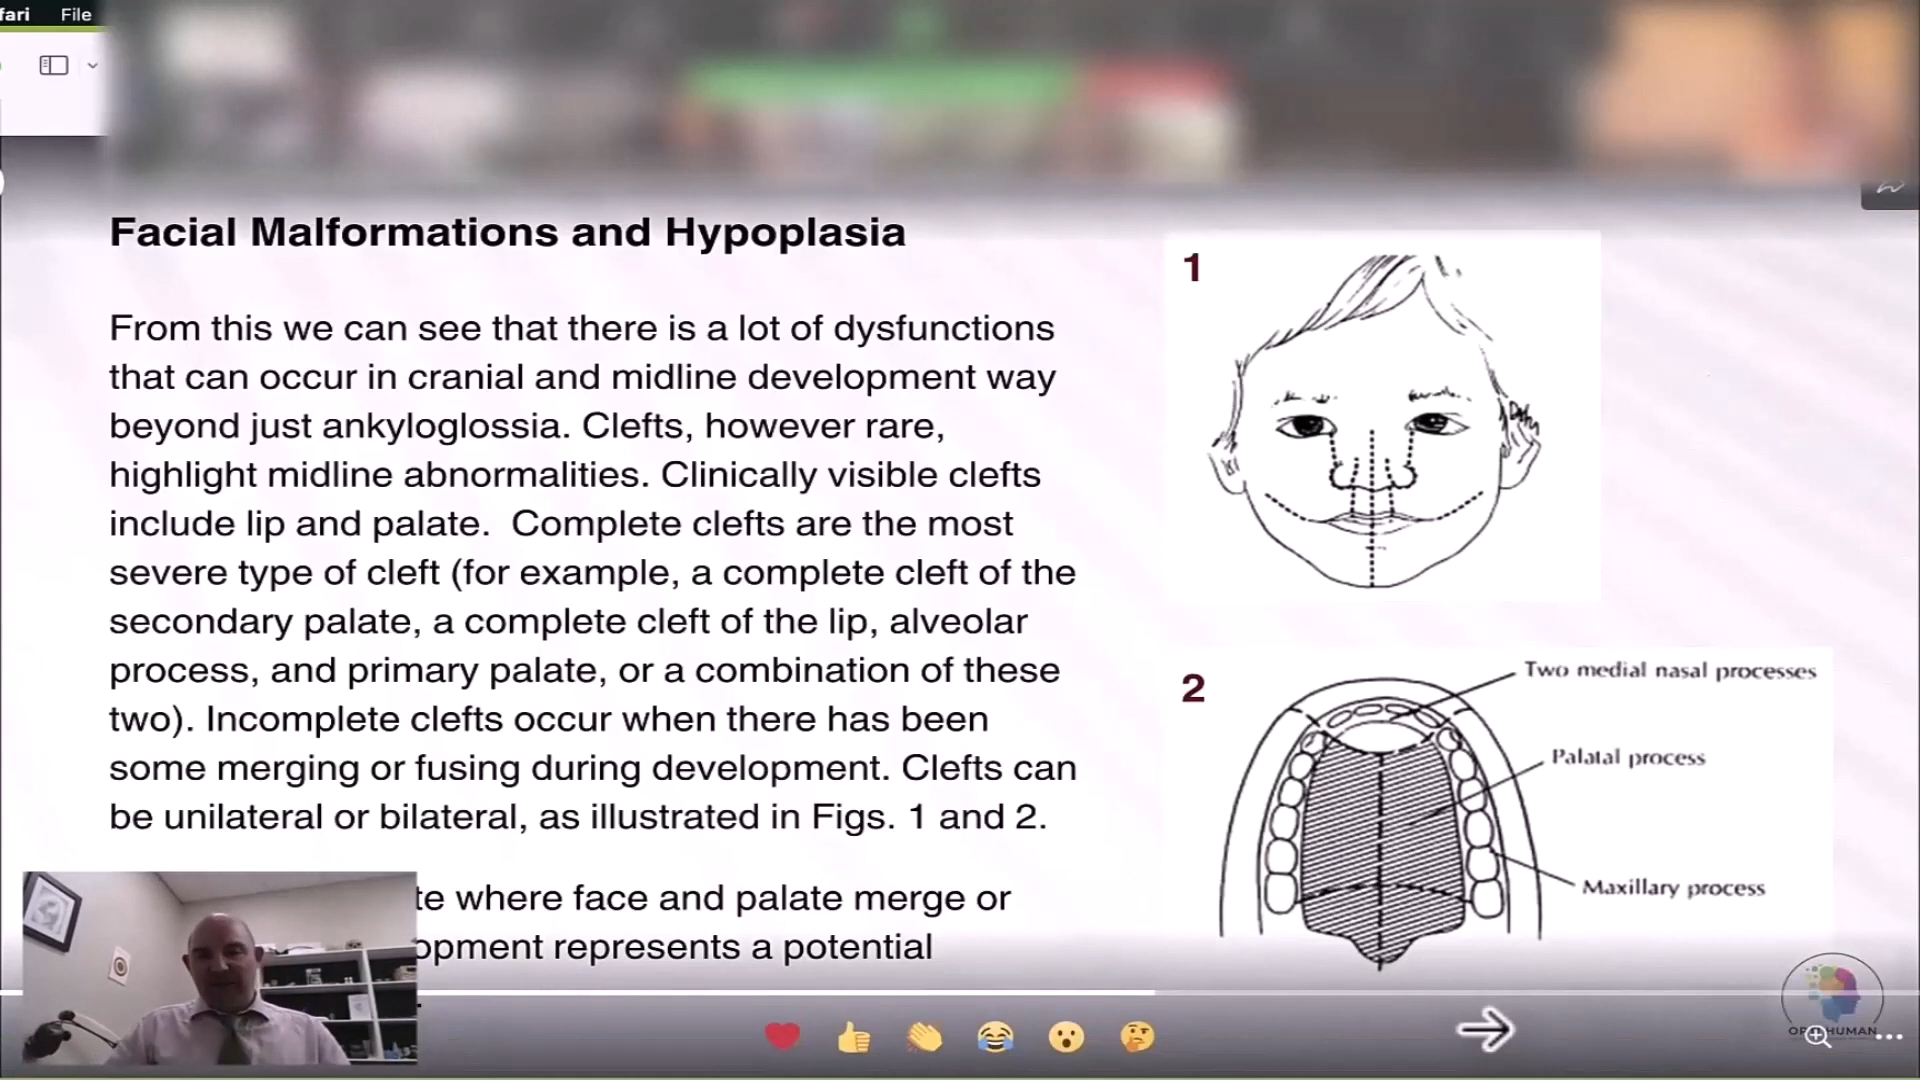 fari File
Facial Malformations and Hypoplasia
From this we can see that there is a lot of dysfunctions
that can occur in cranial and midline development way
beyond just ankyloglossia. Clefts, however rare,
highlight midline abnormalities. Clinically visible clefts
include lip and palate. Complete clefts are the most
severe type of cleft (for example, a complete cleft of the
secondary palate, a complete cleft of the lip, alveolar
process, and primary palate, or a combination of these
two). Incomplete clefts occur when there has been
some merging or fusing during development. Clefts can
be unilateral or bilateral, as illustrated in Figs. 1 and 2.
te where face and palate merge or
opment represents a potential
1
2
Two medial nasal processes
Palatal process
Maxillary process
HUMAN